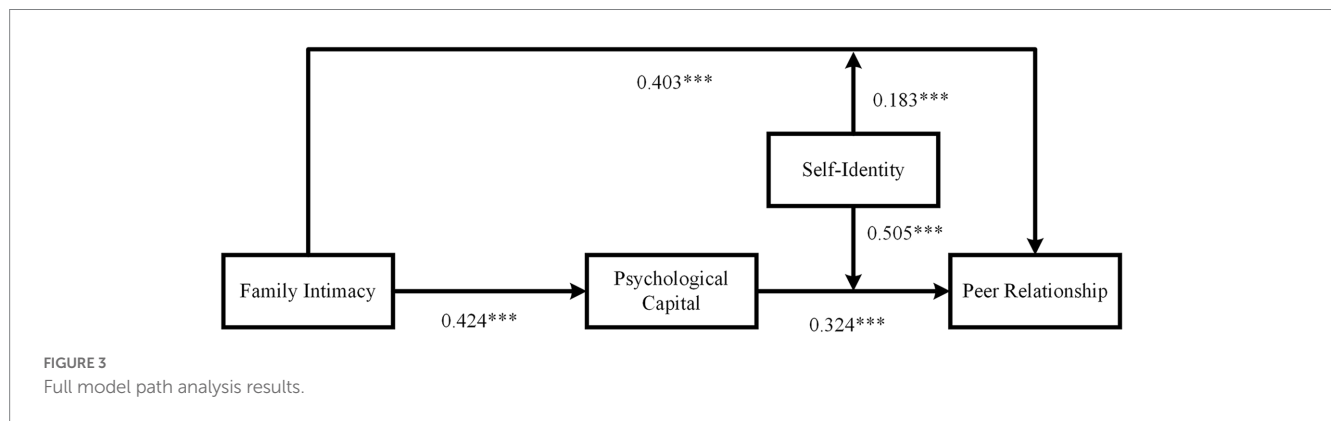 0.403***
0.183***
Self-Identity
0.505***
Family Intimacy
Psychological
Capital
Peer Relationship
0.424***
0.324***
FIGURE 3
Full model path analysis results.